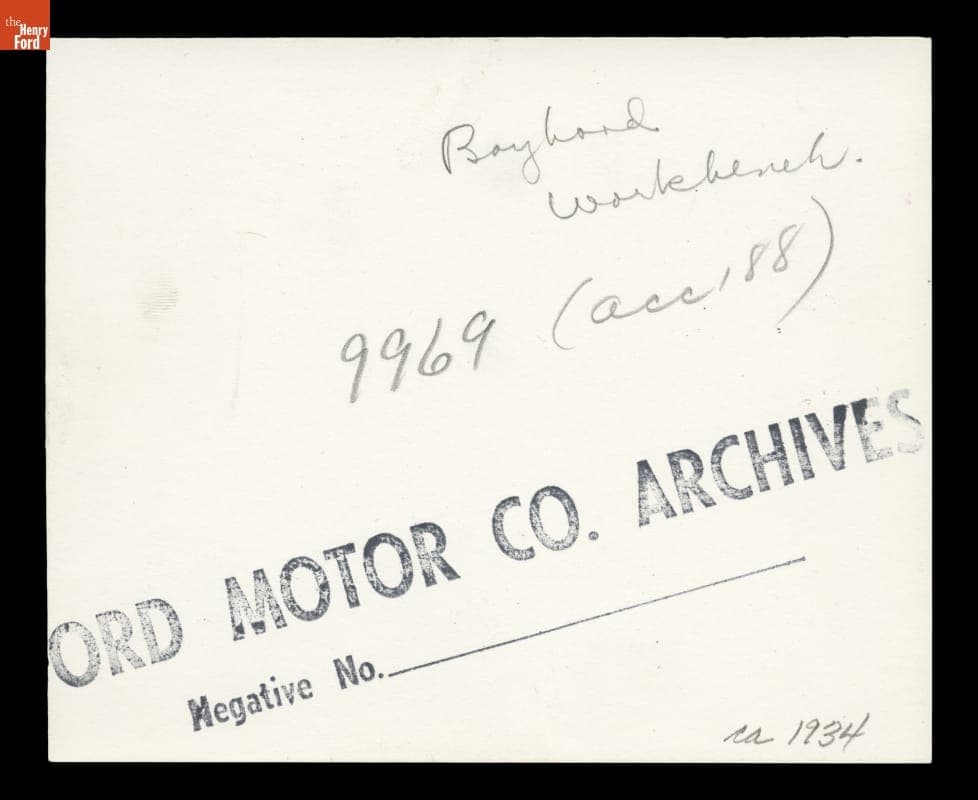 the
Henry
Ford
Boyhood
Workbench.
9969 (acc 188)
ORD MOTOR CO. ARCHIVES
Negative No.
ca 1934